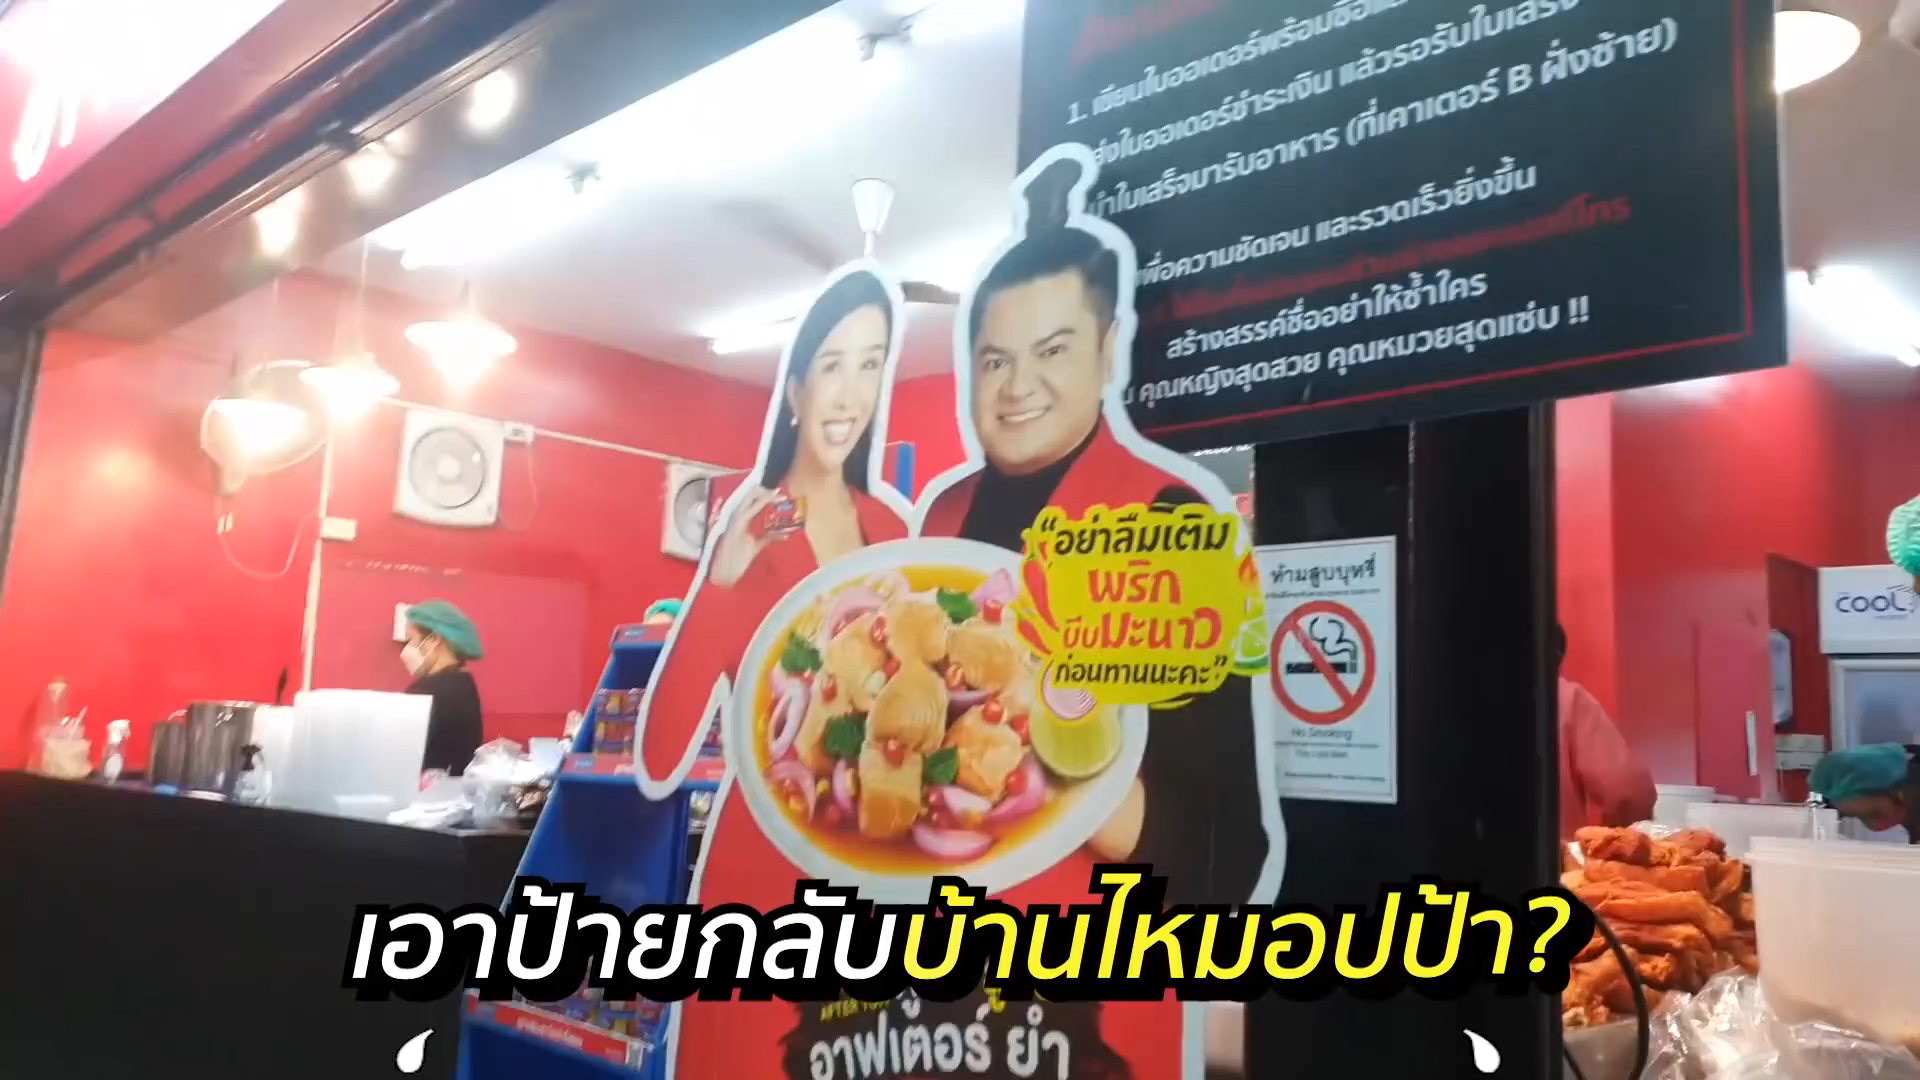 1. เขียนใบออเดอร์พร้อมชื่อ
ส่งใบออเดอร์ชำระเงิน แล้วรอรับใบเสร็จ
นำใบเสร็จมารับอาหาร (ที่เคาเตอร์ B ฝั่งซ้าย)
เพื่อความชัดเจน และรวดเร็วยิ่งขึ้น
สร้างสรรค์ชื่ออย่าให้ซ้ำใคร
คุณหญิงสุดสวย คุณหมวยสุดแซ่บ !!
“อย่าลืมเติม
พริก
บีบมะนาว
ก่อนทานนะคะ”
ห้ามสูบบุหรี่
No Smoking
COOL
เอาป้ายกลับบ้านไหมอปป้า?
อาฟเต้อร์ ยำ